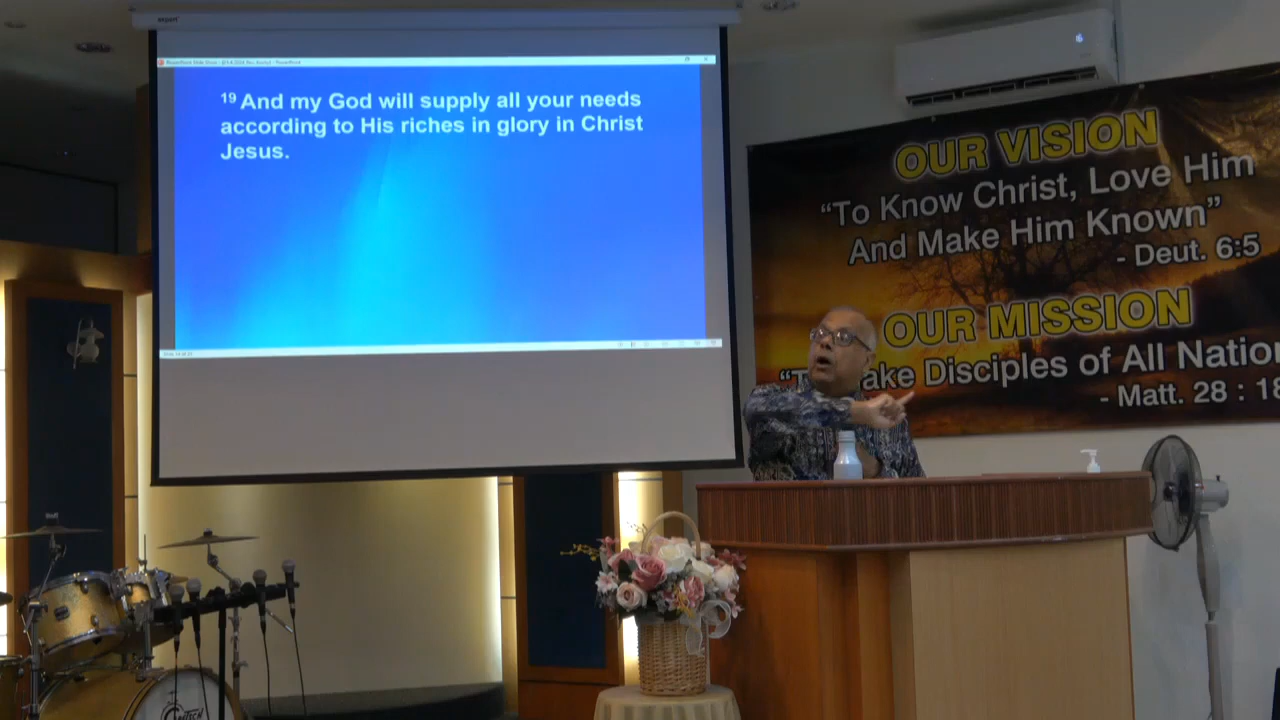 19 And my God will supply all your needs
according to His riches in glory in Christ
Jesus.
OUR VISION
“To Know Christ, Love Him
And Make Him Known”
- Deut. 6:5
OUR MISSION
ake Disciples of All Natio
- Matt. 28 : 18